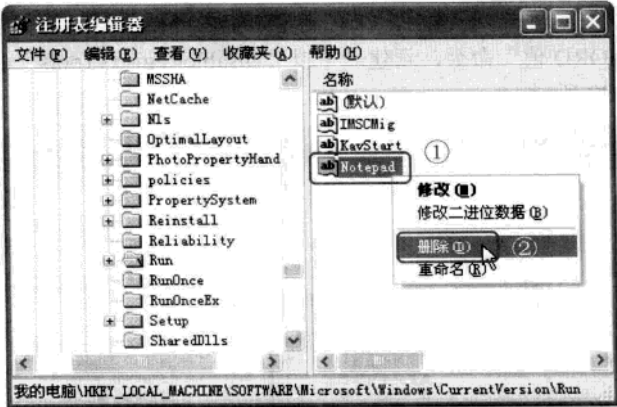 注册表编辑器
文件(F) 编辑(E) 查看(V) 收藏夹(A) 帮助(H)
MSSHA
NetCache
Nls
OptimalLayout
PhotoPropertyHand
policies
PropertySystem
Reinstall
Reliability
Run
RunOnce
RunOnceEx
Setup
SharedDlls
名称
(默认)
IMSCMig
KavStart
Notepad
①
修改(M)
修改二进位数据(B)
删除(D) ②
重命名(R)
我的电脑\HKEY_LOCAL_MACHINE\SOFTWARE\Microsoft\Windows\CurrentVersion\Run